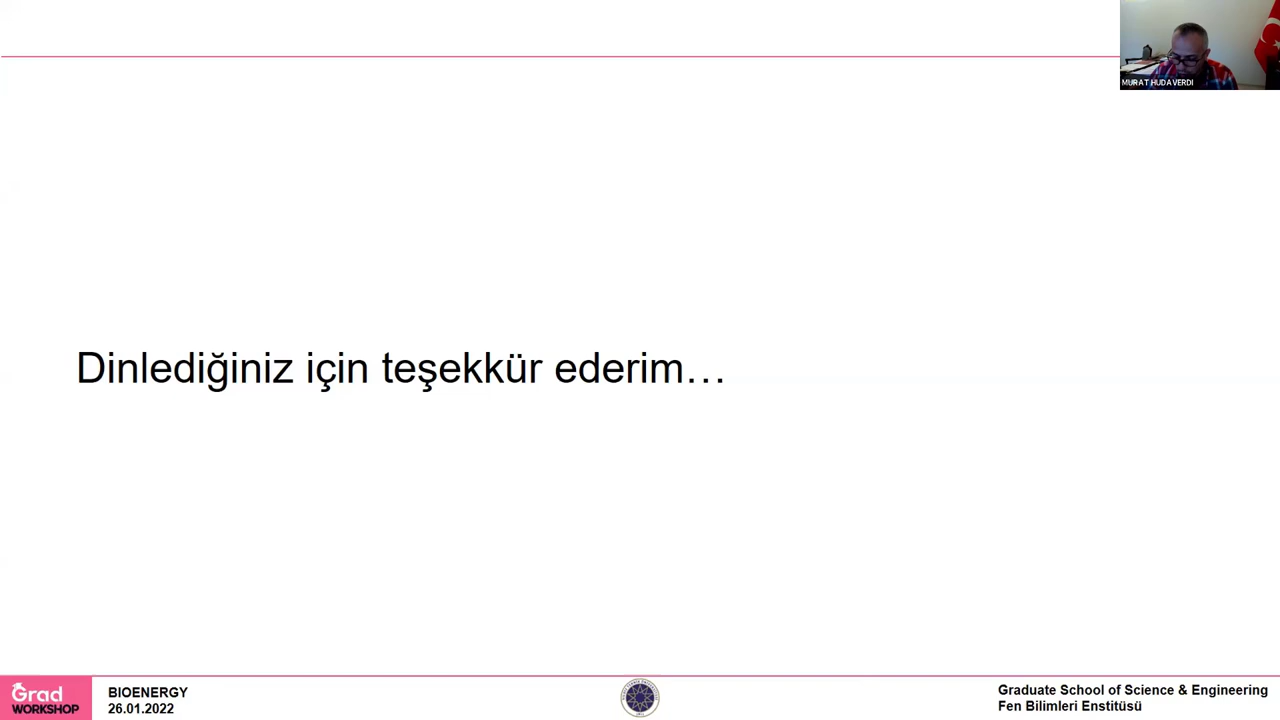 MURAT HUDAVERDI
Dinlediğiniz için teşekkür ederim…
Grad
WORKSHOP
BIOENERGY
26.01.2022
Graduate School of Science & Engineering
Fen Bilimleri Enstitüsü